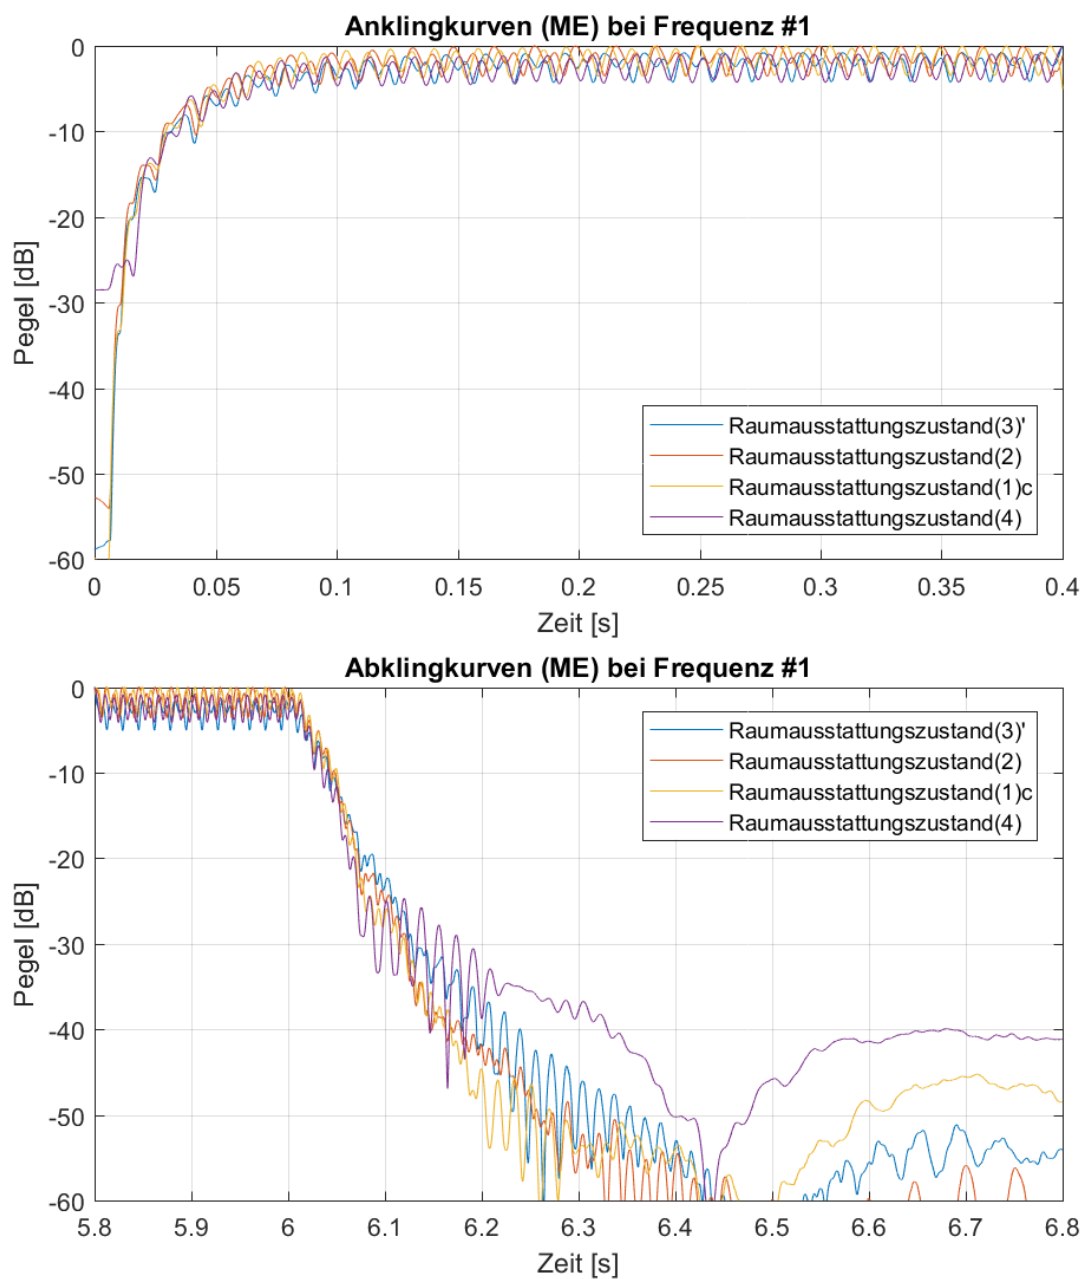 Anklingkurven (ME) bei Frequenz #1
0
-10
-20
-30
-40
-50
-60
Pegel [dB]
Raumausstattungszustand(3)'
Raumausstattungszustand(2)
Raumausstattungszustand(1)c
Raumausstattungszustand(4)
0 0.05 0.1 0.15 0.2 0.25 0.3 0.35 0.4
Zeit [s]
Abklingkurven (ME) bei Frequenz #1
0
-10
-20
-30
-40
-50
-60
Pegel [dB]
Raumausstattungszustand(3)'
Raumausstattungszustand(2)
Raumausstattungszustand(1)c
Raumausstattungszustand(4)
5.8 5.9 6 6.1 6.2 6.3 6.4 6.5 6.6 6.7 6.8
Zeit [s]